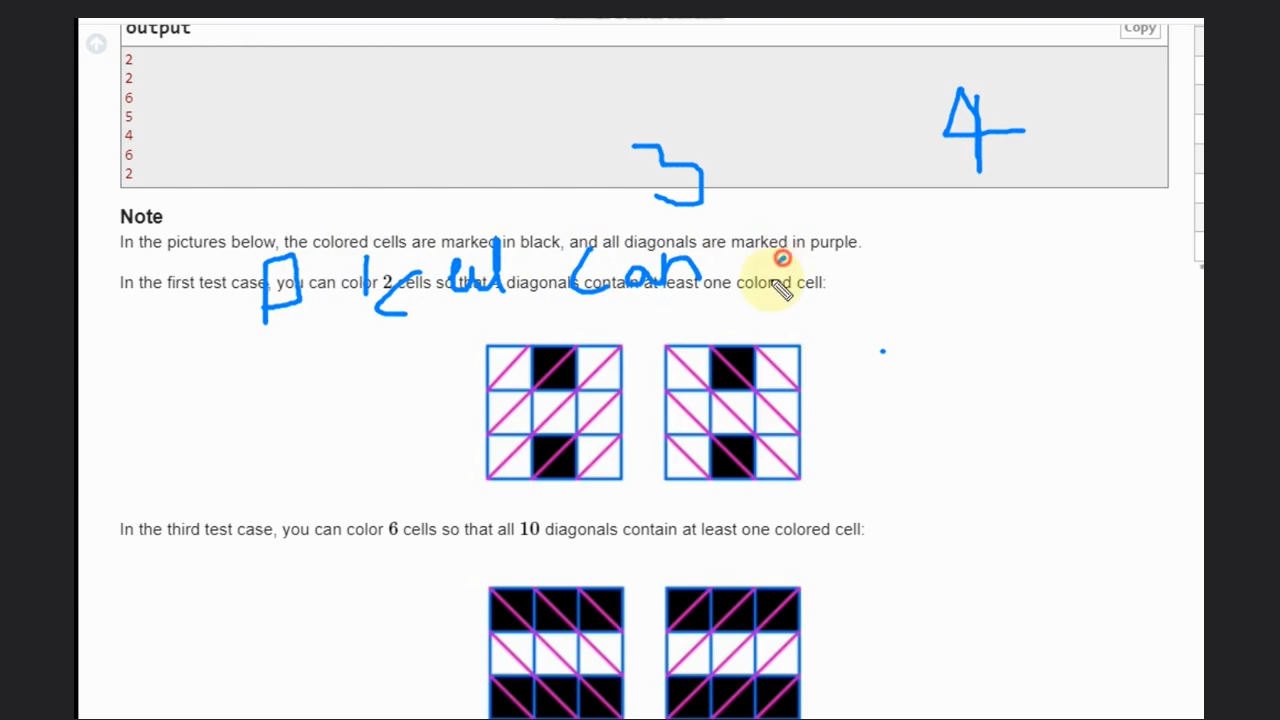 output
Copy
2
2
6
5
4
6
2
3
4
Note
In the pictures below, the colored cells are marked in black, and all diagonals are marked in purple.
can
In the first test case, you can color 2 cells so that 4 diagonals contain at least one colored cell:
In the third test case, you can color 6 cells so that all 10 diagonals contain at least one colored cell: